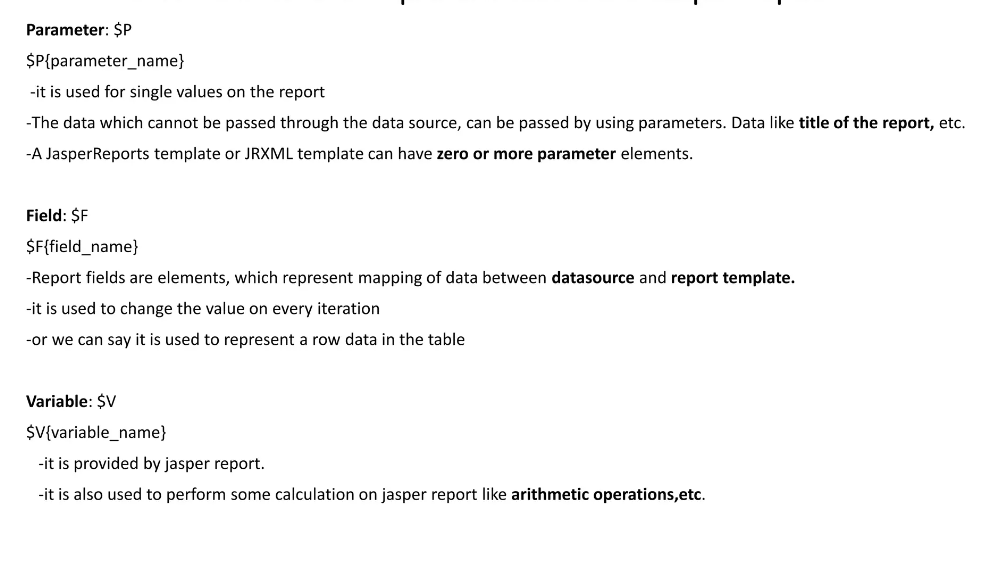 Parameter: $P
$P{parameter_name}
-it is used for single values on the report
-The data which cannot be passed through the data source, can be passed by using parameters. Data like title of the report, etc.
-A JasperReports template or JRXML template can have zero or more parameter elements.
Field: $F
$F{field_name}
-Report fields are elements, which represent mapping of data between datasource and report template.
-it is used to change the value on every iteration
-or we can say it is used to represent a row data in the table
Variable: $V
$V{variable_name}
-it is provided by jasper report.
-it is also used to perform some calculation on jasper report like arithmetic operations,etc.